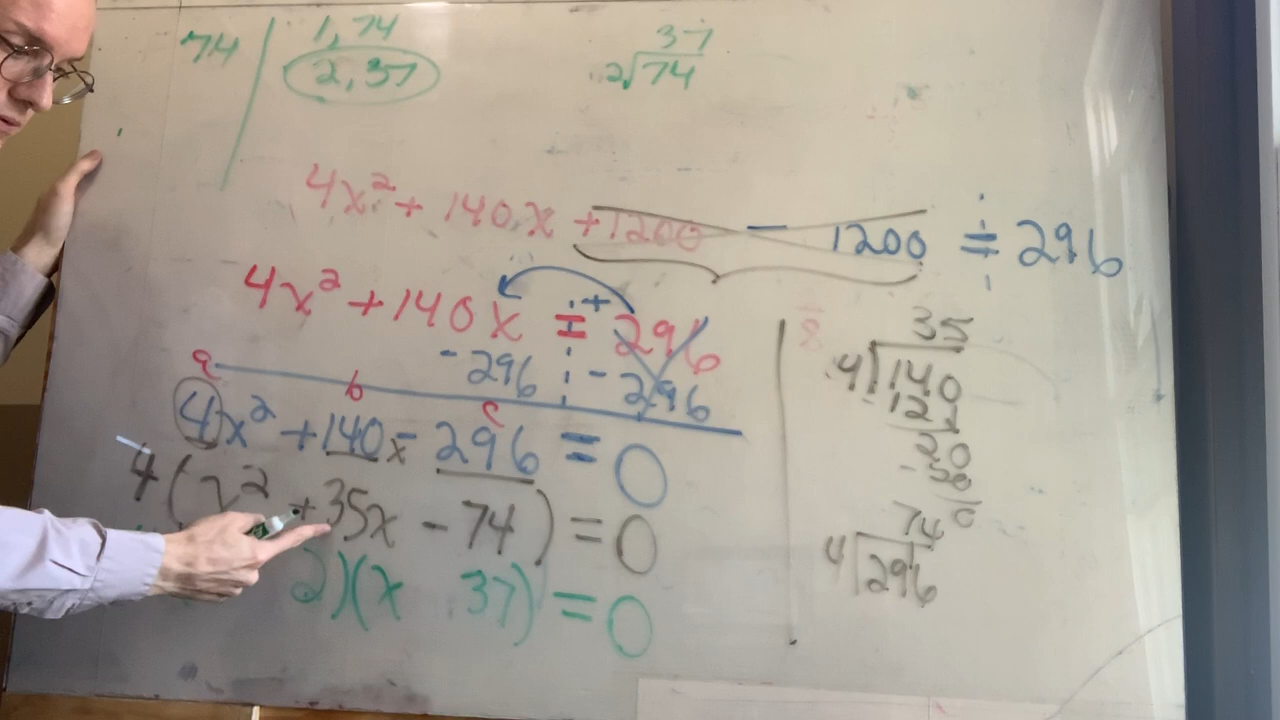 74 | 1, 74
2, 37
37
2√74
4x² + 140x + 1200 - 1200 = 296
4x² + 140x = + 296
- 296 - 296
a b c
4x² + 140x - 296 = 0
4(x² + 35x - 74) = 0
2)(x 37) = 0
8
35
4√140
- 12
20
- 20
0
74
4√296